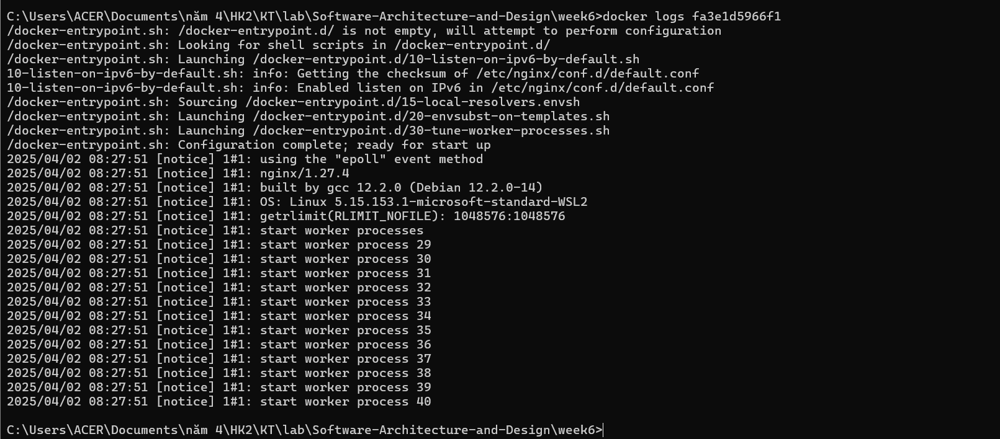 C:\Users\ACER\Documents\năm 4\HK2\KT\lab\Software-Architecture-and-Design\week6>docker logs fa3e1d5966f1
/docker-entrypoint.sh: /docker-entrypoint.d/ is not empty, will attempt to perform configuration
/docker-entrypoint.sh: Looking for shell scripts in /docker-entrypoint.d/
/docker-entrypoint.sh: Launching /docker-entrypoint.d/10-listen-on-ipv6-by-default.sh
10-listen-on-ipv6-by-default.sh: info: Getting the checksum of /etc/nginx/conf.d/default.conf
10-listen-on-ipv6-by-default.sh: info: Enabled listen on IPv6 in /etc/nginx/conf.d/default.conf
/docker-entrypoint.sh: Sourcing /docker-entrypoint.d/15-local-resolvers.envsh
/docker-entrypoint.sh: Launching /docker-entrypoint.d/20-envsubst-on-templates.sh
/docker-entrypoint.sh: Launching /docker-entrypoint.d/30-tune-worker-processes.sh
/docker-entrypoint.sh: Configuration complete; ready for start up
2025/04/02 08:27:51 [notice] 1#1: using the "epoll" event method
2025/04/02 08:27:51 [notice] 1#1: nginx/1.27.4
2025/04/02 08:27:51 [notice] 1#1: built by gcc 12.2.0 (Debian 12.2.0-14)
2025/04/02 08:27:51 [notice] 1#1: OS: Linux 5.15.153.1-microsoft-standard-WSL2
2025/04/02 08:27:51 [notice] 1#1: getrlimit(RLIMIT_NOFILE): 1048576:1048576
2025/04/02 08:27:51 [notice] 1#1: start worker processes
2025/04/02 08:27:51 [notice] 1#1: start worker process 29
2025/04/02 08:27:51 [notice] 1#1: start worker process 30
2025/04/02 08:27:51 [notice] 1#1: start worker process 31
2025/04/02 08:27:51 [notice] 1#1: start worker process 32
2025/04/02 08:27:51 [notice] 1#1: start worker process 33
2025/04/02 08:27:51 [notice] 1#1: start worker process 34
2025/04/02 08:27:51 [notice] 1#1: start worker process 35
2025/04/02 08:27:51 [notice] 1#1: start worker process 36
2025/04/02 08:27:51 [notice] 1#1: start worker process 37
2025/04/02 08:27:51 [notice] 1#1: start worker process 38
2025/04/02 08:27:51 [notice] 1#1: start worker process 39
2025/04/02 08:27:51 [notice] 1#1: start worker process 40
C:\Users\ACER\Documents\năm 4\HK2\KT\lab\Software-Architecture-and-Design\week6>